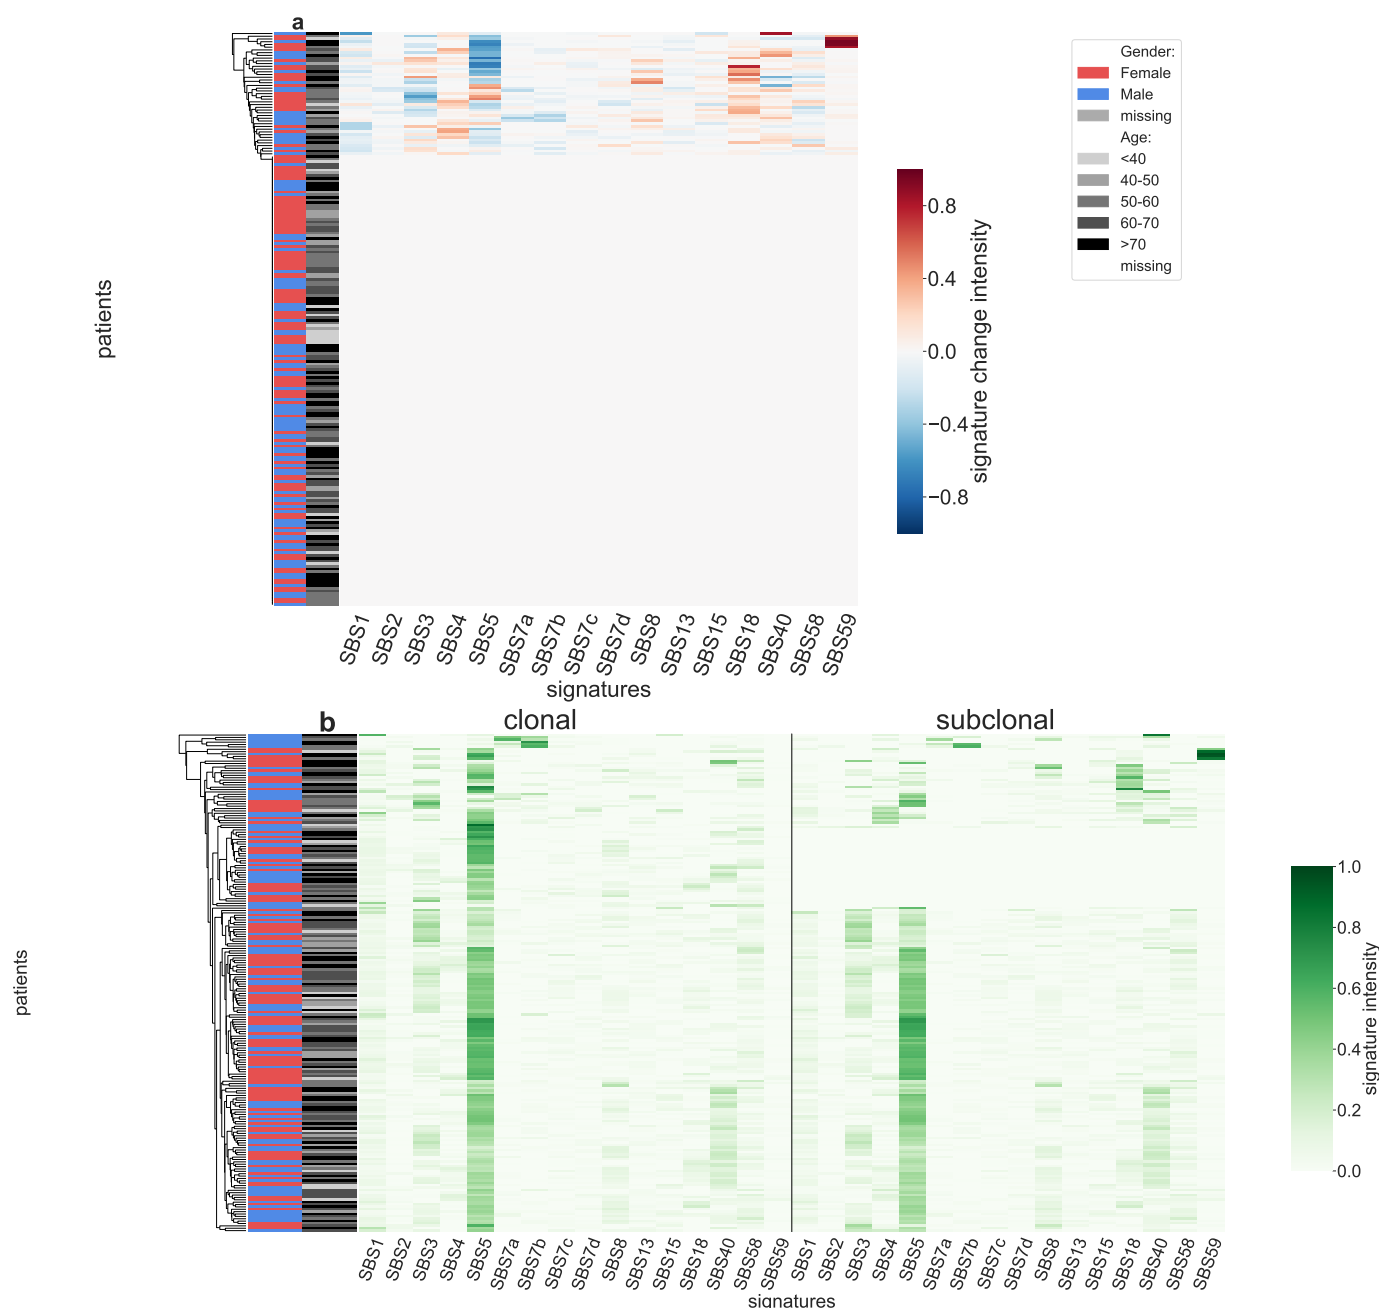 a
Gender:
Female
Male
missing
Age:
<40
40-50
50-60
60-70
>70
missing
patients
0.8
0.4
0.0
−0.4
−0.8
signature change intensity
SBS1 SBS2 SBS3 SBS4 SBS5 SBS7a SBS7b SBS7c SBS7d SBS8 SBS13 SBS15 SBS18 SBS40 SBS58 SBS59
signatures
b clonal subclonal
patients
1.0
0.8
0.6
0.4
0.2
0.0
signature intensity
SBS1 SBS2 SBS3 SBS4 SBS5 SBS7a SBS7b SBS7c SBS7d SBS8 SBS13 SBS15 SBS18 SBS40 SBS58 SBS59 SBS1 SBS2 SBS3 SBS4 SBS5 SBS7a SBS7b SBS7c SBS7d SBS8 SBS13 SBS15 SBS18 SBS40 SBS58 SBS59
signatures